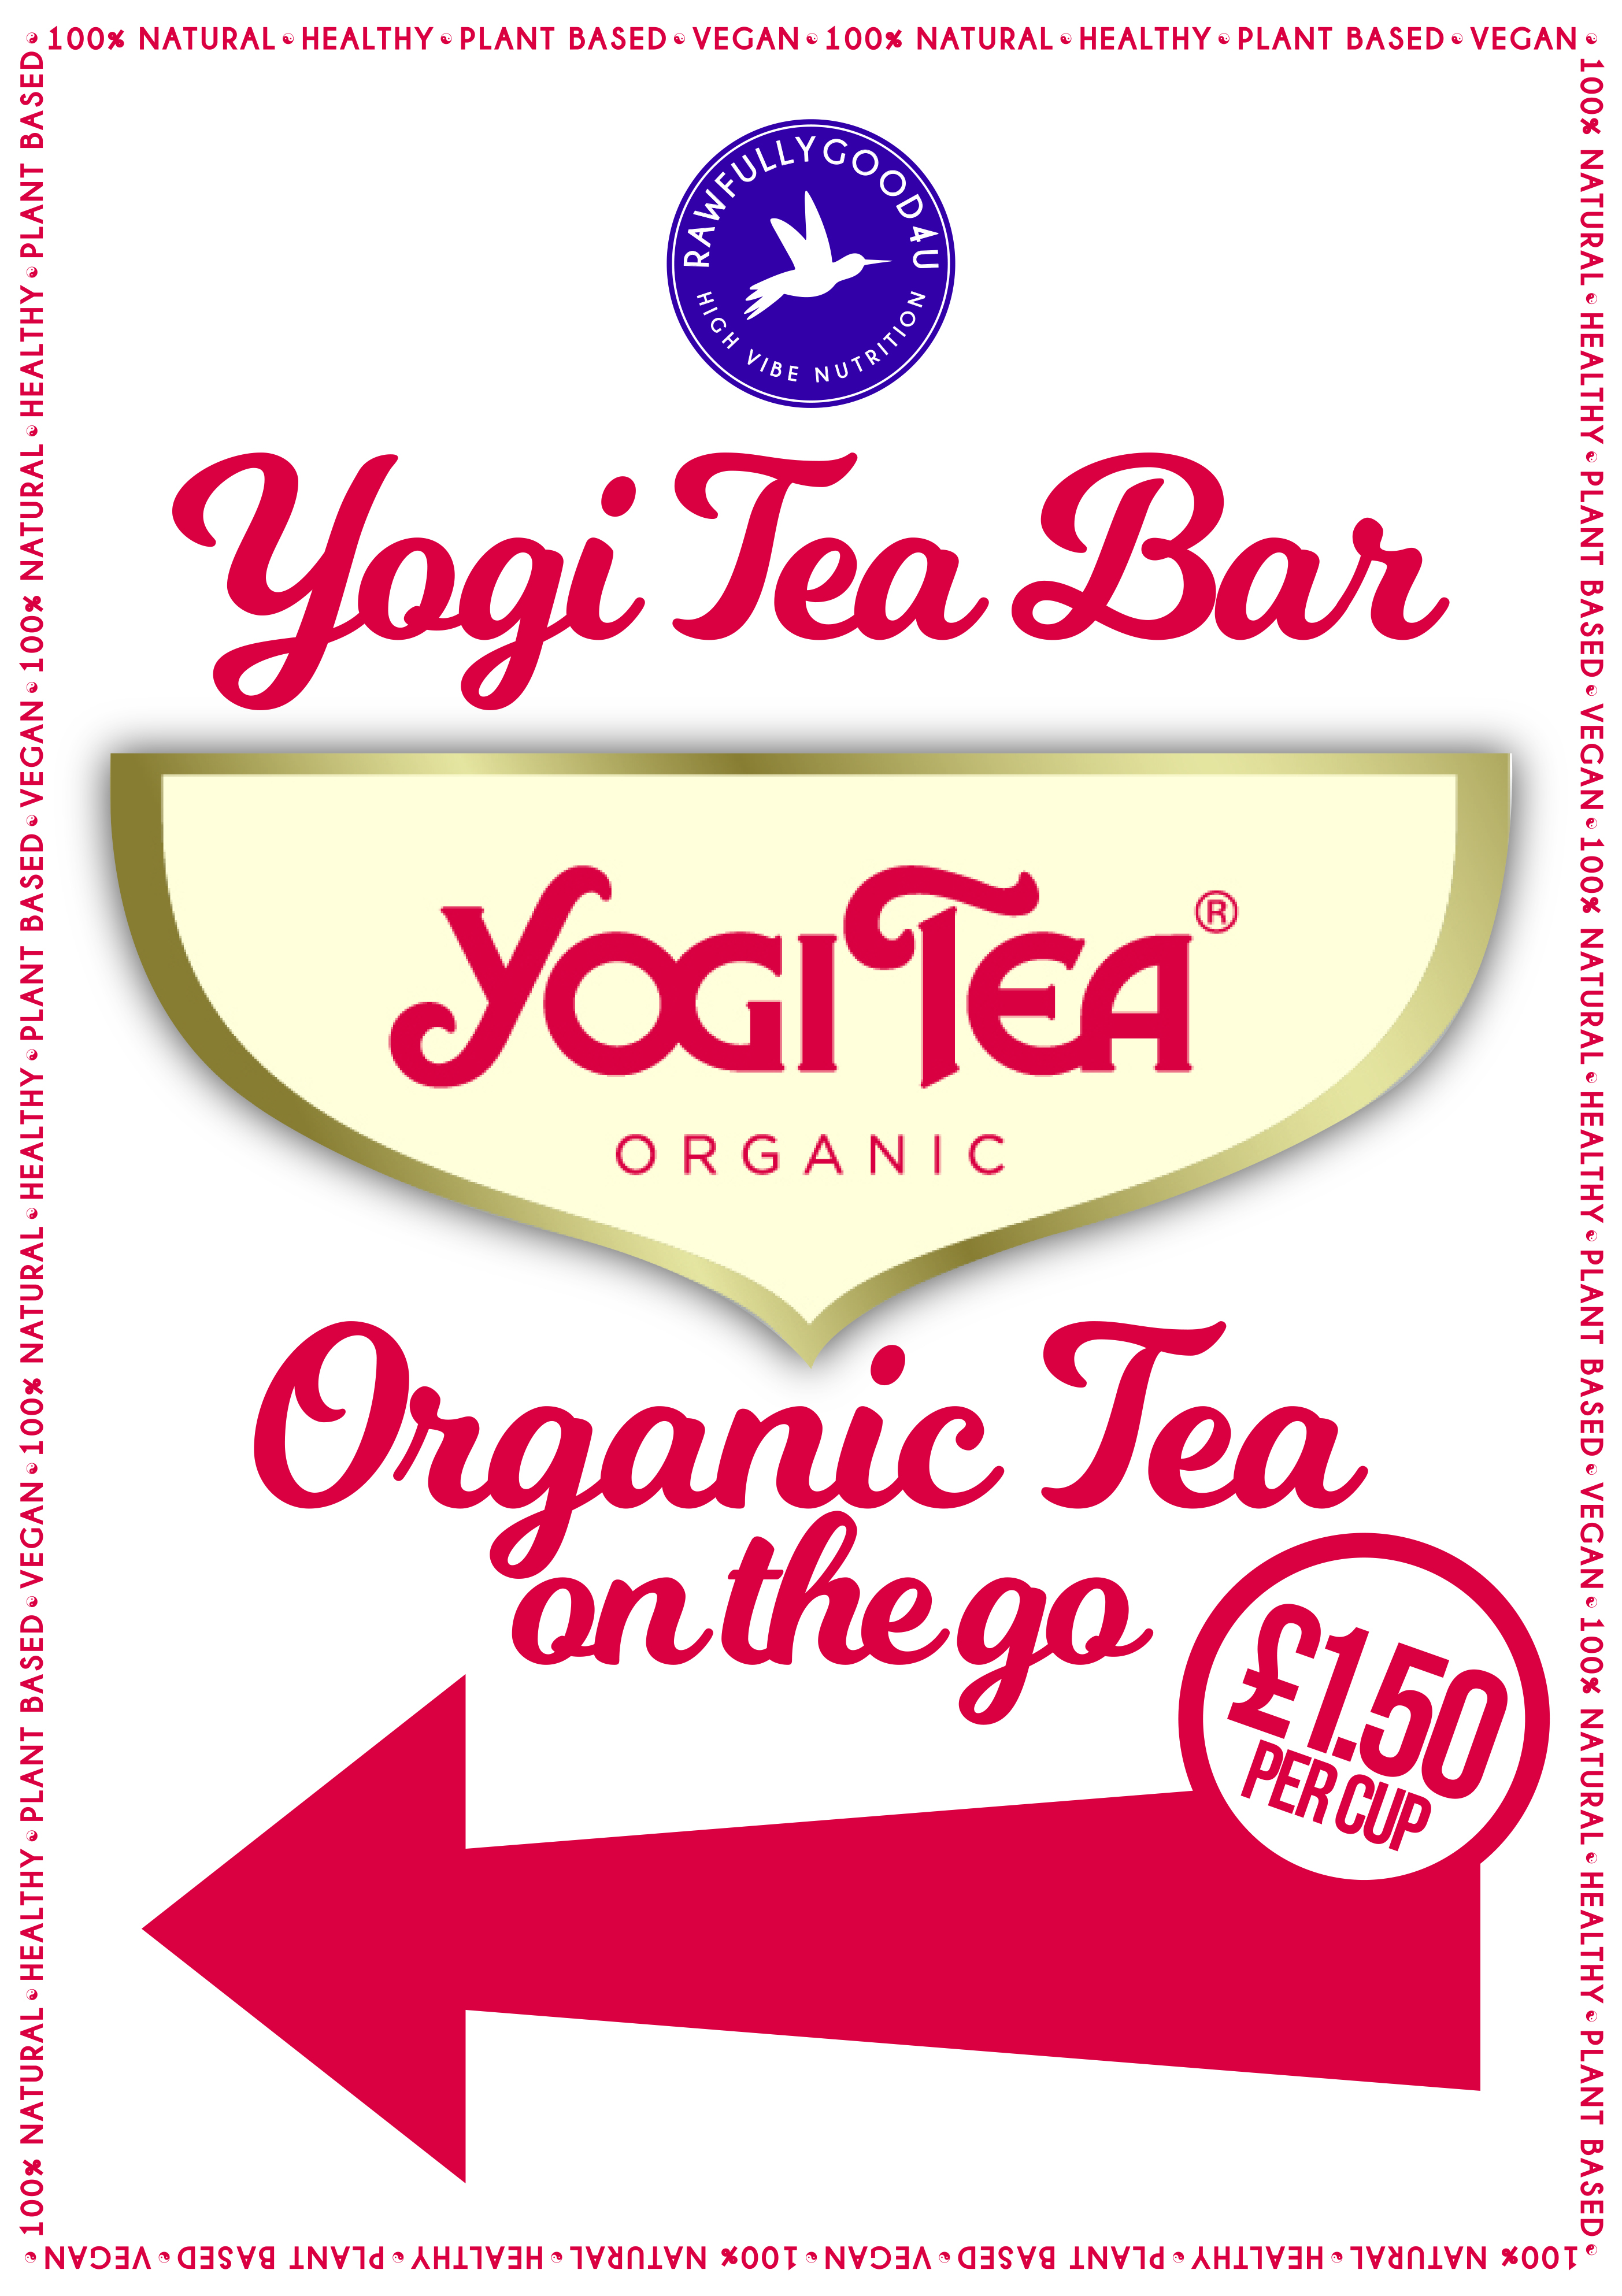 100% NATURAL • HEALTHY • PLANT BASED • VEGAN • 100% NATURAL • HEALTHY • PLANT BASED • VEGAN
RAWFULLYGOOD4U
HIGH VIBE NUTRITION
Yogi Tea Bar
YOGI TEA®
ORGANIC
Organic Tea
on the go
£1.50
PER CUP
100% NATURAL • HEALTHY • PLANT BASED • VEGAN • 100% NATURAL • HEALTHY • PLANT BASED • VEGAN • 100% NATURAL • HEALTHY • PLANT BASED
100% NATURAL • HEALTHY • PLANT BASED • VEGAN • 100% NATURAL • HEALTHY • PLANT BASED • VEGAN
100% NATURAL • HEALTHY • PLANT BASED • VEGAN • 100% NATURAL • HEALTHY • PLANT BASED • VEGAN • 100% NATURAL • HEALTHY • PLANT BASED